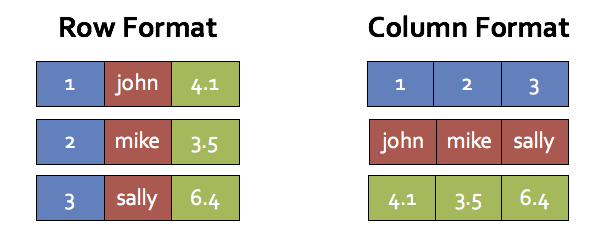 Row Format
1 john 4.1
2 mike 3.5
3 sally 6.4
Column Format
1 2 3
john mike sally
4.1 3.5 6.4